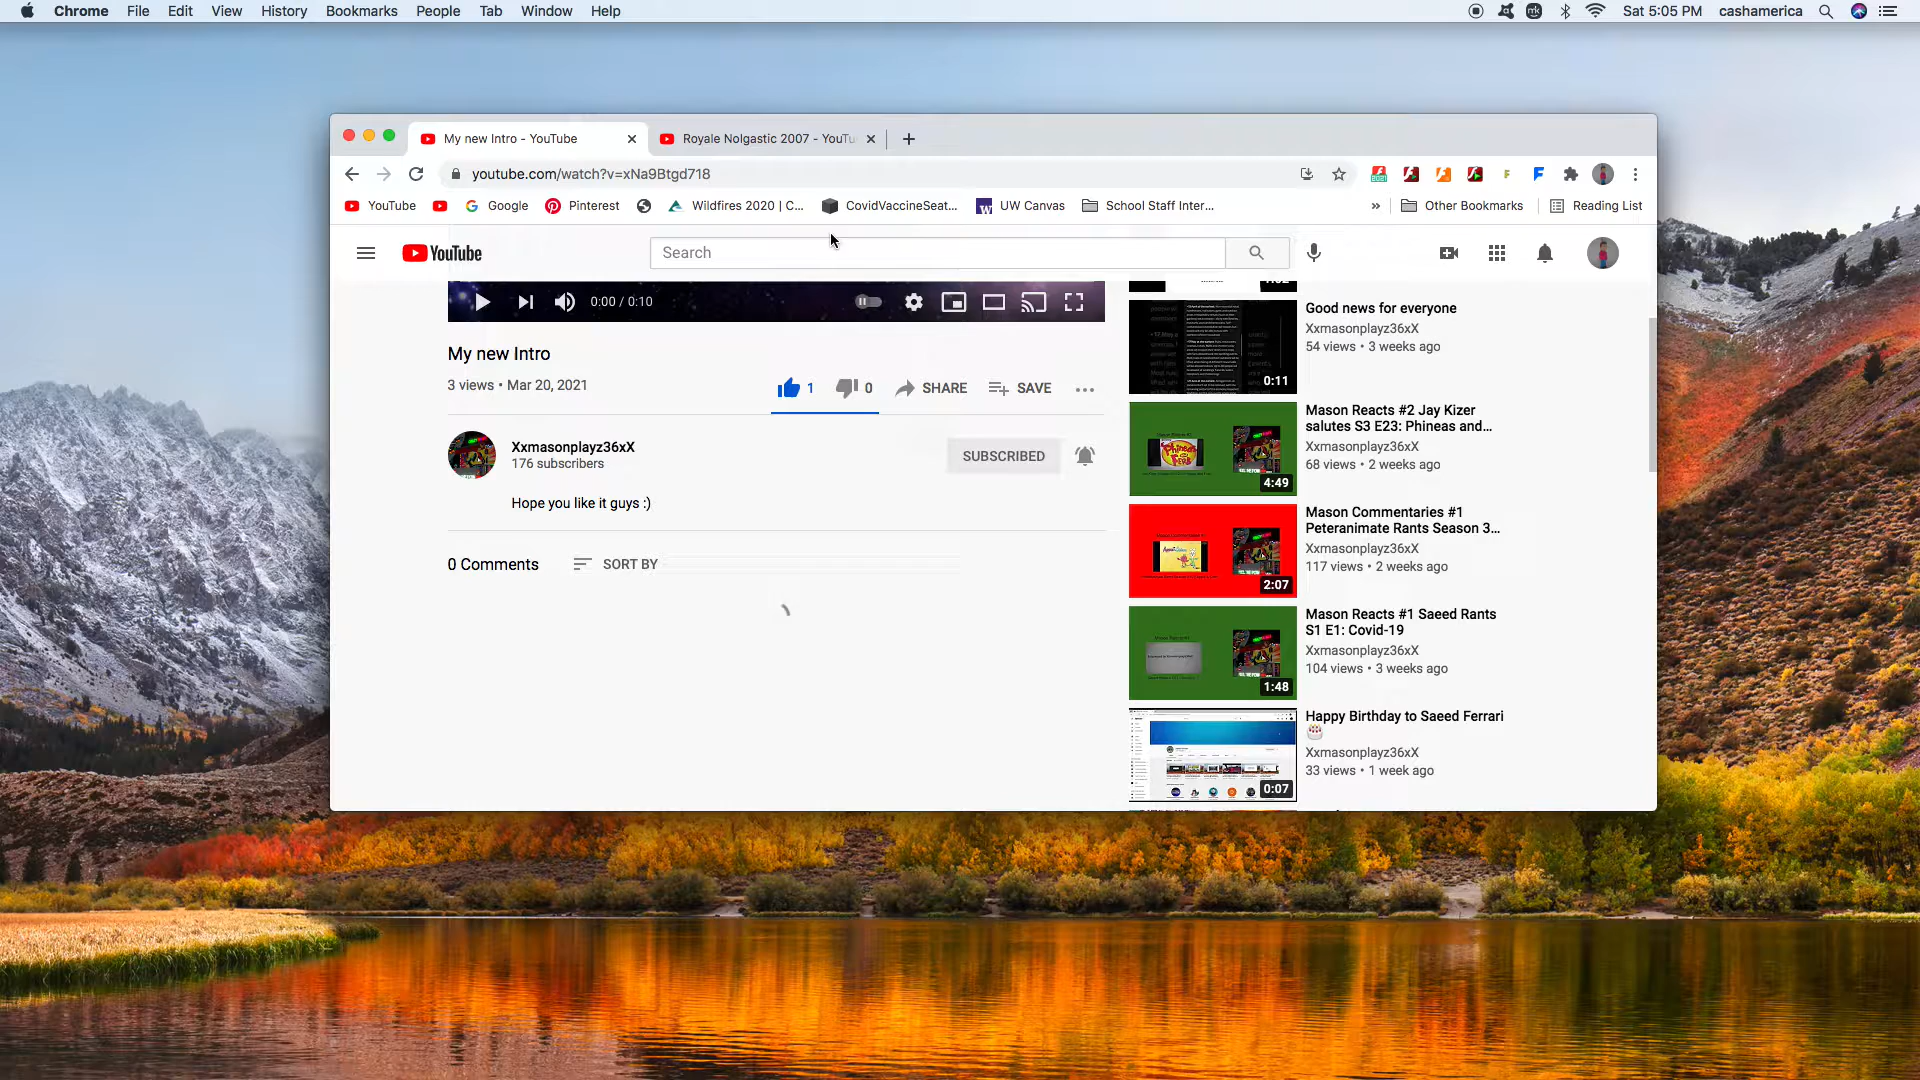 Chrome File Edit View History Bookmarks People Tab Window Help
mk Sat 5:05 PM cashamerica
My new Intro - YouTube
Royale Nolgastic 2007 - YouTu
youtube.com/watch?v=xNa9Btgd718
YouTube Google Pinterest Wildfires 2020 | C... CovidVaccineSeat... UW Canvas School Staff Inter... » Other Bookmarks Reading List
YouTube
Search
0:00 / 0:10
My new Intro
3 views • Mar 20, 2021
1 0 SHARE SAVE
XxmasonplayZ36xX
176 subscribers
SUBSCRIBED
Hope you like it guys :)
0 Comments SORT BY
Good news for everyone
Xxmasonplayz36xX
54 views • 3 weeks ago
0:11
Mason Reacts #2 Jay Kizer
salutes S3 E23: Phineas and...
Xxmasonplayz36xX
68 views • 2 weeks ago
4:49
Mason Commentaries #1
Peteranimate Rants Season 3...
Xxmasonplayz36xX
117 views • 2 weeks ago
2:07
Mason Reacts #1 Saeed Rants
S1 E1: Covid-19
Xxmasonplayz36xX
104 views • 3 weeks ago
1:48
Happy Birthday to Saeed Ferrari
🎂
Xxmasonplayz36xX
33 views • 1 week ago
0:07